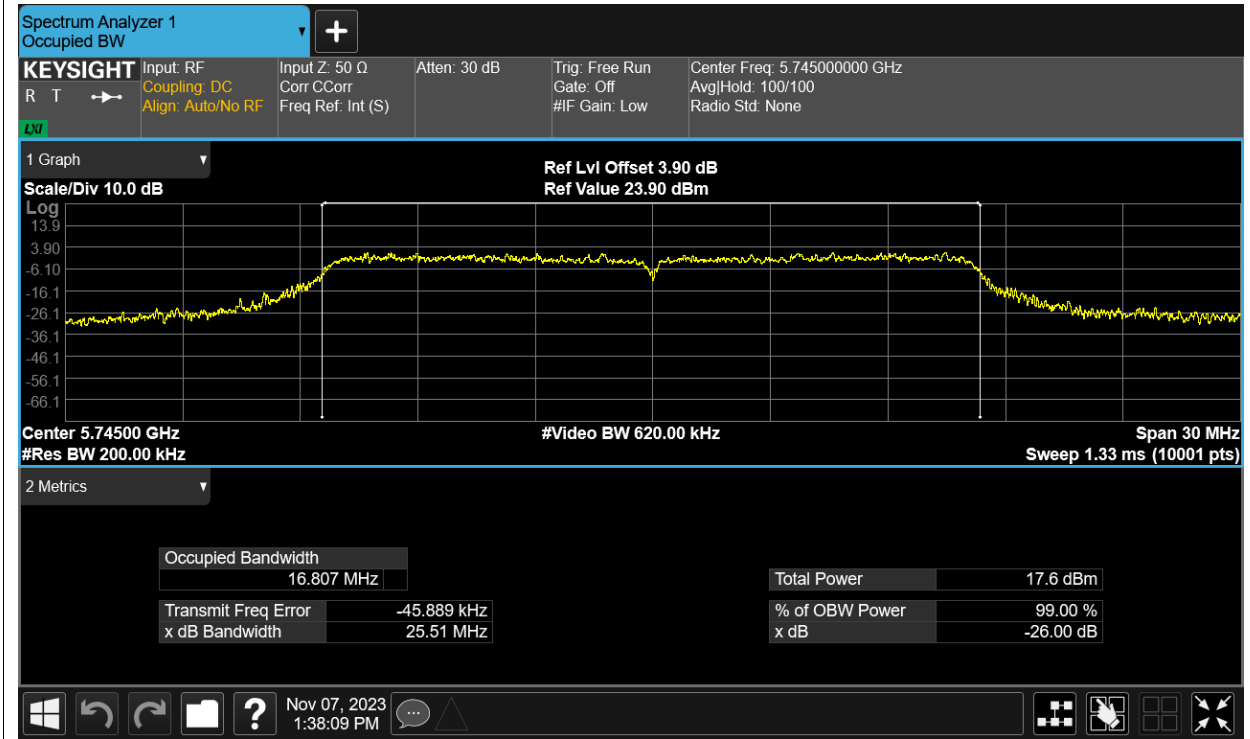 Spectrum Analyzer 1
Occupied BW
KEYSIGHT
R T
LXI
Input: RF
Coupling: DC
Align: Auto/No RF
Input Z: 50 Ω
Corr CCorr
Freq Ref: Int (S)
Atten: 30 dB
Trig: Free Run
Gate: Off
#IF Gain: Low
Center Freq: 5.745000000 GHz
Avg|Hold: 100/100
Radio Std: None
1 Graph
Scale/Div 10.0 dB
Ref Lvl Offset 3.90 dB
Ref Value 23.90 dBm
Log
13.9
3.90
-6.10
-16.1
-26.1
-36.1
-46.1
-56.1
-66.1
Center 5.74500 GHz
#Res BW 200.00 kHz
#Video BW 620.00 kHz
Span 30 MHz
Sweep 1.33 ms (10001 pts)
2 Metrics
Occupied Bandwidth
16.807 MHz
Transmit Freq Error -45.889 kHz
x dB Bandwidth 25.51 MHz
Total Power 17.6 dBm
% of OBW Power 99.00 %
x dB -26.00 dB
?
Nov 07, 2023
1:38:09 PM